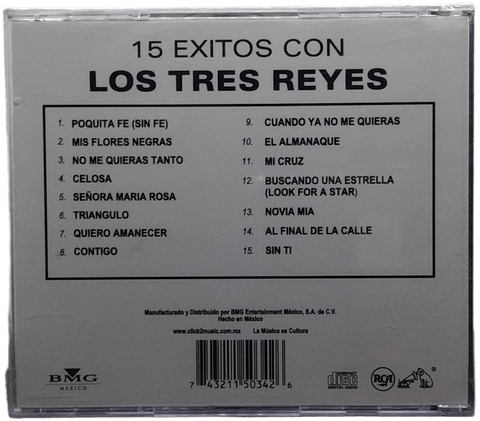 15 EXITOS CON
LOS TRES REYES
1. POQUITA FE (SIN FE)
2. MIS FLORES NEGRAS
3. NO ME QUIERAS TANTO
4. CELOSA
5. SEÑORA MARIA ROSA
6. TRIANGULO
7. QUIERO AMANECER
8. CONTIGO
9. CUANDO YA NO ME QUIERAS
10. EL ALMANAQUE
11. MI CRUZ
12. BUSCANDO UNA ESTRELLA
(LOOK FOR A STAR)
13. NOVIA MIA
14. AL FINAL DE LA CALLE
15. SIN TI
Manufacturado y Distribuido por BMG Entertainment México, S.A. de C.V.
Hecho en México
www.click2music.com.mx La Música es Cultura
BMG
MEXICO
7 43211 50342 6
COMPACT
disc
DIGITAL AUDIO
RCA